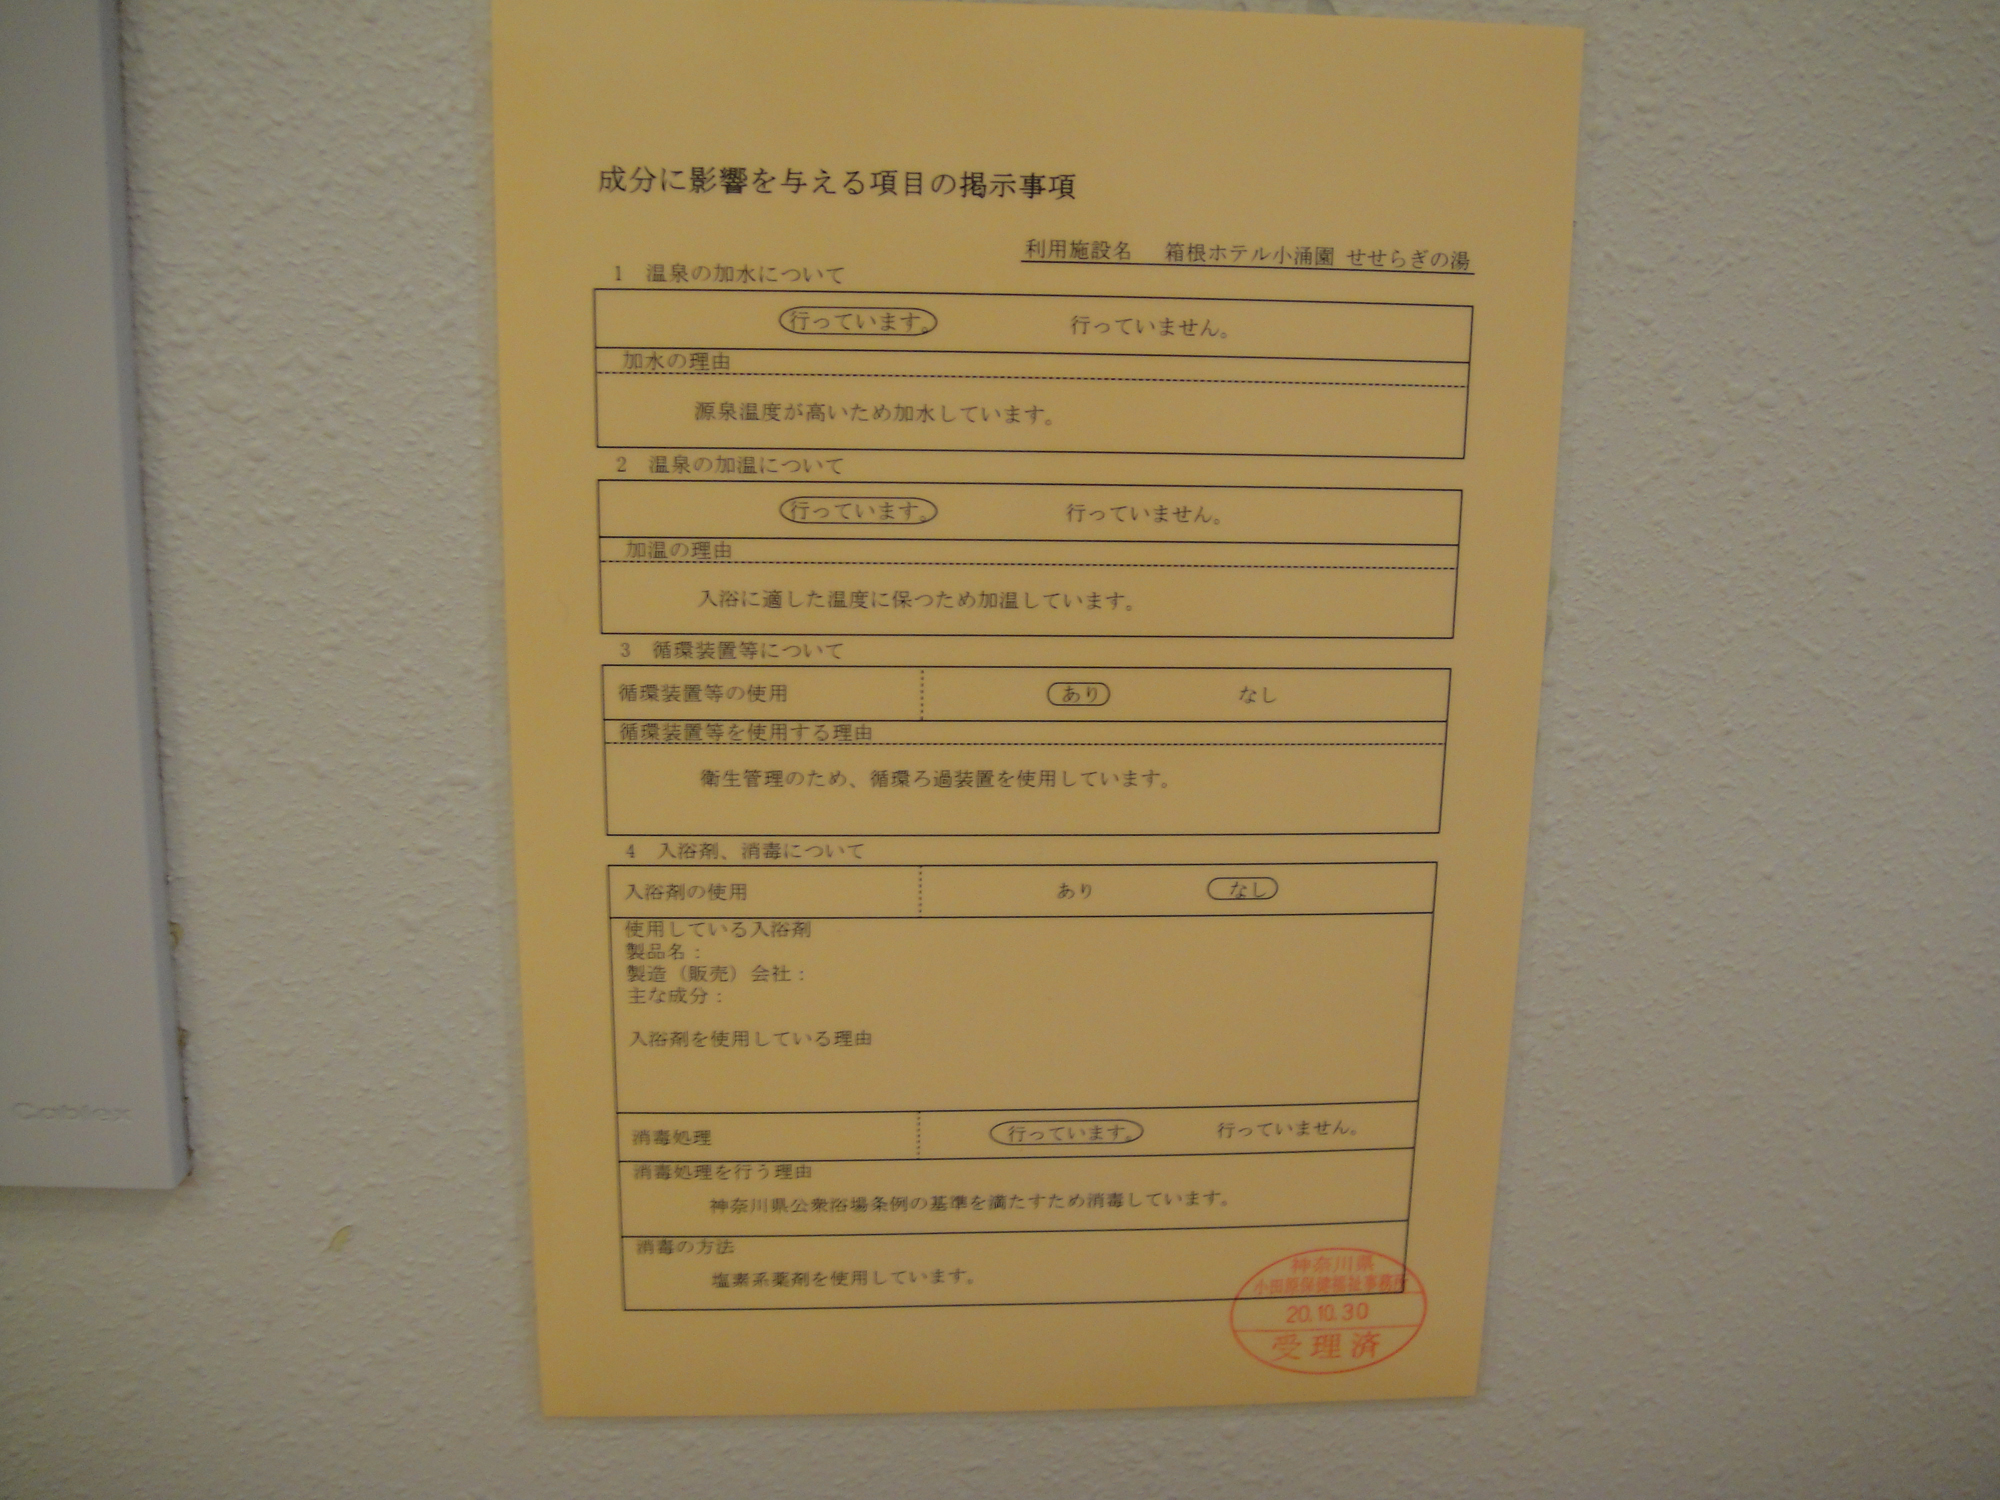 成分に影響を与える項目の掲示事項
利用施設名 箱根ホテル小涌園 せせらぎの湯
1 温泉の加水について
行っています。 行っていません。
加水の理由
源泉温度が高いため加水しています。
2 温泉の加温について
行っています。 行っていません。
加温の理由
入浴に適した温度に保つため加温しています。
3 循環装置等について
循環装置等の使用 あり なし
循環装置等を使用する理由
衛生管理のため、循環ろ過装置を使用しています。
4 入浴剤、消毒について
入浴剤の使用 あり なし
使用している入浴剤
製品名：
製造（販売）会社：
主な成分：
入浴剤を使用している理由
消毒処理 行っています。 行っていません。
消毒処理を行う理由
神奈川県公衆浴場条例の基準を満たすため消毒しています。
消毒の方法
塩素系薬剤を使用しています。
神奈川県
小田原保健福祉事務所
20.10.30
受理済